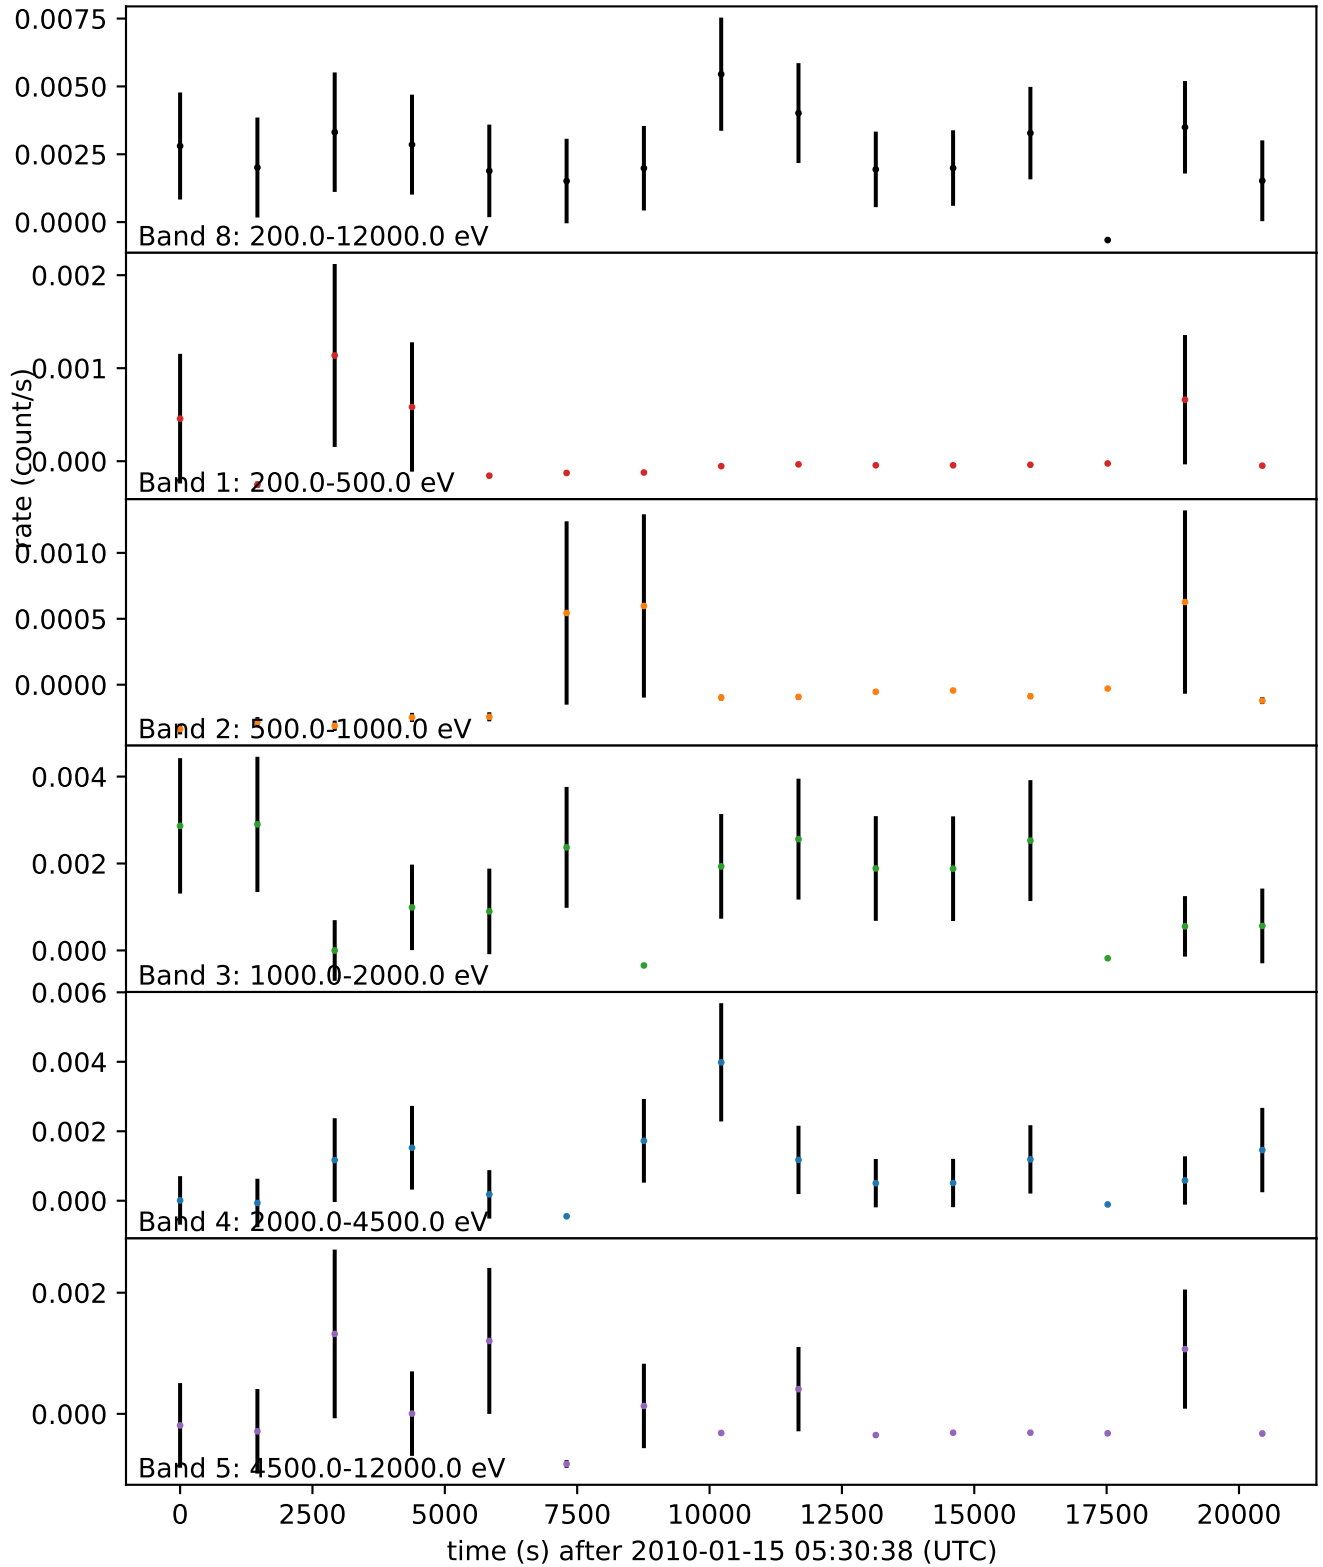 0.0075
0.0050
0.0025
0.0000
Band 8: 200.0-12000.0 eV
0.002
0.001
0.000
Band 1: 200.0-500.0 eV
rate (count/s)
0.0010
0.0005
0.0000
Band 2: 500.0-1000.0 eV
0.004
0.002
0.000
Band 3: 1000.0-2000.0 eV
0.006
0.004
0.002
0.000
Band 4: 2000.0-4500.0 eV
0.002
0.000
Band 5: 4500.0-12000.0 eV
0 2500 5000 7500 10000 12500 15000 17500 20000
time (s) after 2010-01-15 05:30:38 (UTC)